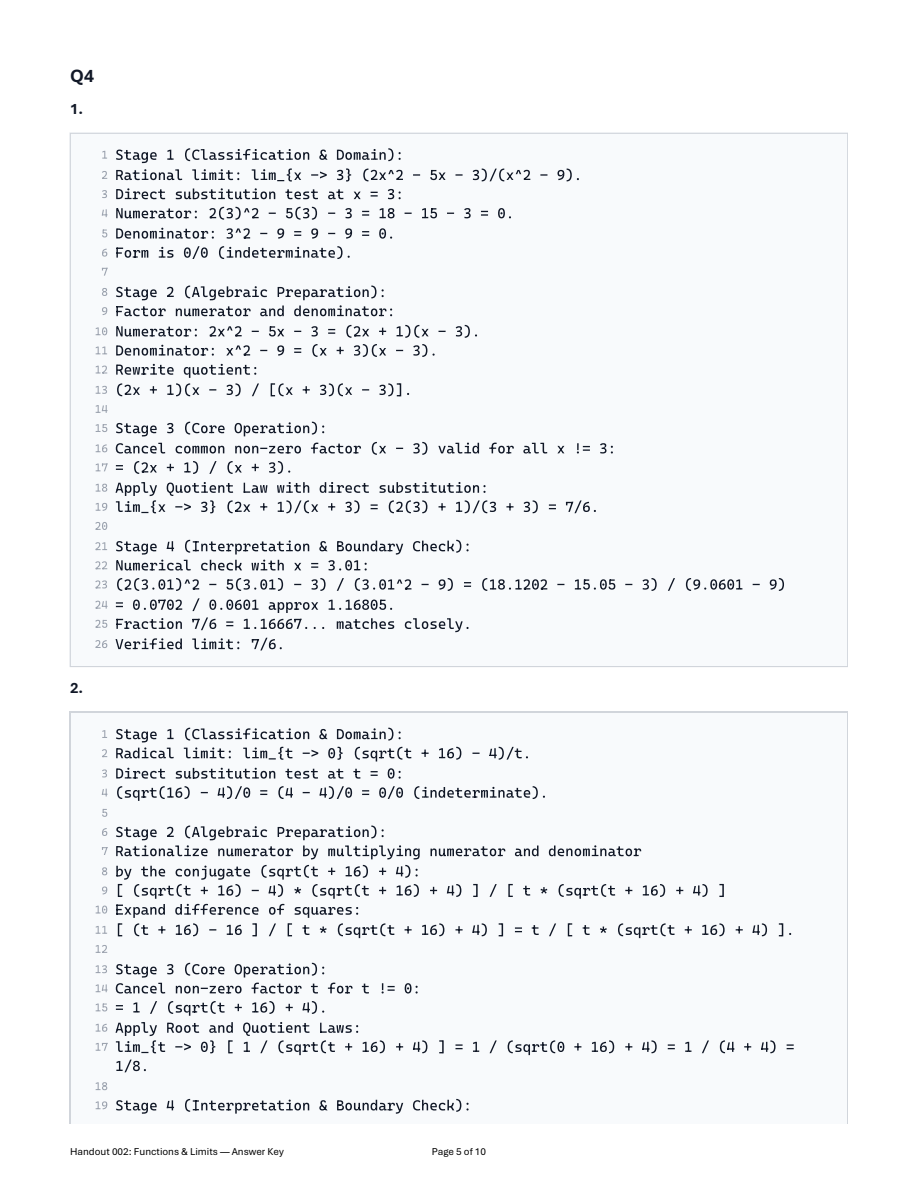 Q4
1.
1 Stage 1 (Classification & Domain):
2 Rational limit: lim_{x -> 3} (2x^2 - 5x - 3)/(x^2 - 9).
3 Direct substitution test at x = 3:
4 Numerator: 2(3)^2 - 5(3) - 3 = 18 - 15 - 3 = 0.
5 Denominator: 3^2 - 9 = 9 - 9 = 0.
6 Form is 0/0 (indeterminate).
7
8 Stage 2 (Algebraic Preparation):
9 Factor numerator and denominator:
10 Numerator: 2x^2 - 5x - 3 = (2x + 1)(x - 3).
11 Denominator: x^2 - 9 = (x + 3)(x - 3).
12 Rewrite quotient:
13 (2x + 1)(x - 3) / [(x + 3)(x - 3)].
14
15 Stage 3 (Core Operation):
16 Cancel common non-zero factor (x - 3) valid for all x != 3:
17 = (2x + 1) / (x + 3).
18 Apply Quotient Law with direct substitution:
19 lim_{x -> 3} (2x + 1)/(x + 3) = (2(3) + 1)/(3 + 3) = 7/6.
20
21 Stage 4 (Interpretation & Boundary Check):
22 Numerical check with x = 3.01:
23 (2(3.01)^2 - 5(3.01) - 3) / (3.01^2 - 9) = (18.1202 - 15.05 - 3) / (9.0601 - 9)
24 = 0.0702 / 0.0601 approx 1.16805.
25 Fraction 7/6 = 1.16667... matches closely.
26 Verified limit: 7/6.
2.
1 Stage 1 (Classification & Domain):
2 Radical limit: lim_{t -> 0} (sqrt(t + 16) - 4)/t.
3 Direct substitution test at t = 0:
4 (sqrt(16) - 4)/0 = (4 - 4)/0 = 0/0 (indeterminate).
5
6 Stage 2 (Algebraic Preparation):
7 Rationalize numerator by multiplying numerator and denominator
8 by the conjugate (sqrt(t + 16) + 4):
9 [ (sqrt(t + 16) - 4) * (sqrt(t + 16) + 4) ] / [ t * (sqrt(t + 16) + 4) ]
10 Expand difference of squares:
11 [ (t + 16) - 16 ] / [ t * (sqrt(t + 16) + 4) ] = t / [ t * (sqrt(t + 16) + 4) ].
12
13 Stage 3 (Core Operation):
14 Cancel non-zero factor t for t != 0:
15 = 1 / (sqrt(t + 16) + 4).
16 Apply Root and Quotient Laws:
17 lim_{t -> 0} [ 1 / (sqrt(t + 16) + 4) ] = 1 / (sqrt(0 + 16) + 4) = 1 / (4 + 4) =
1/8.
18
19 Stage 4 (Interpretation & Boundary Check):
Handout 002: Functions & Limits — Answer Key Page 5 of 10